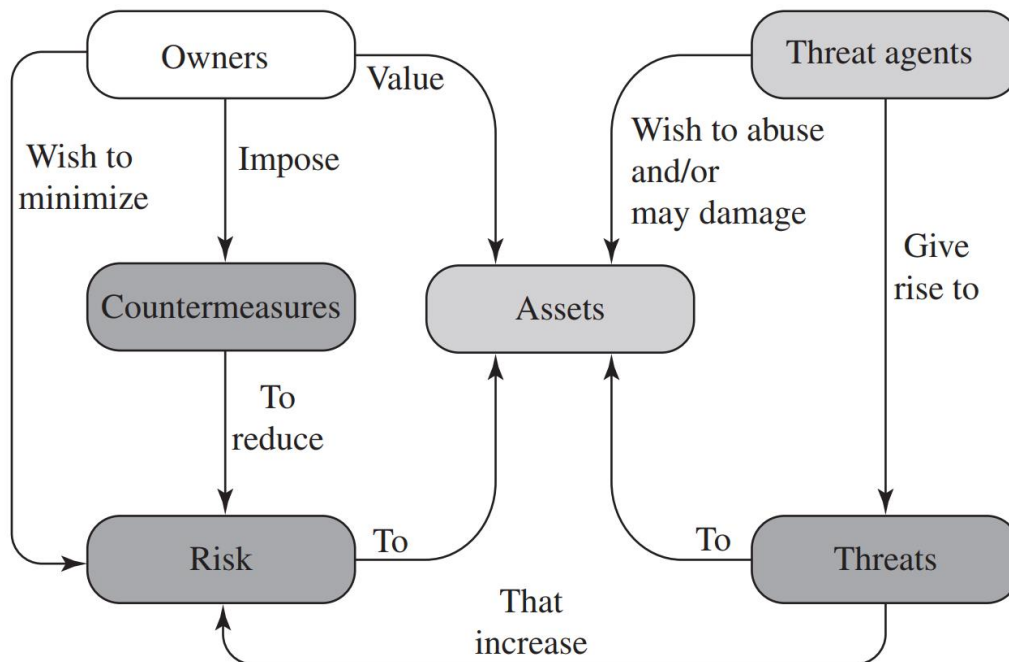 Owners
Value
Threat agents
Wish to
minimize
Impose
Wish to abuse
and/or
may damage
Give
rise to
Countermeasures
Assets
To
reduce
Risk
To
To
Threats
That
increase